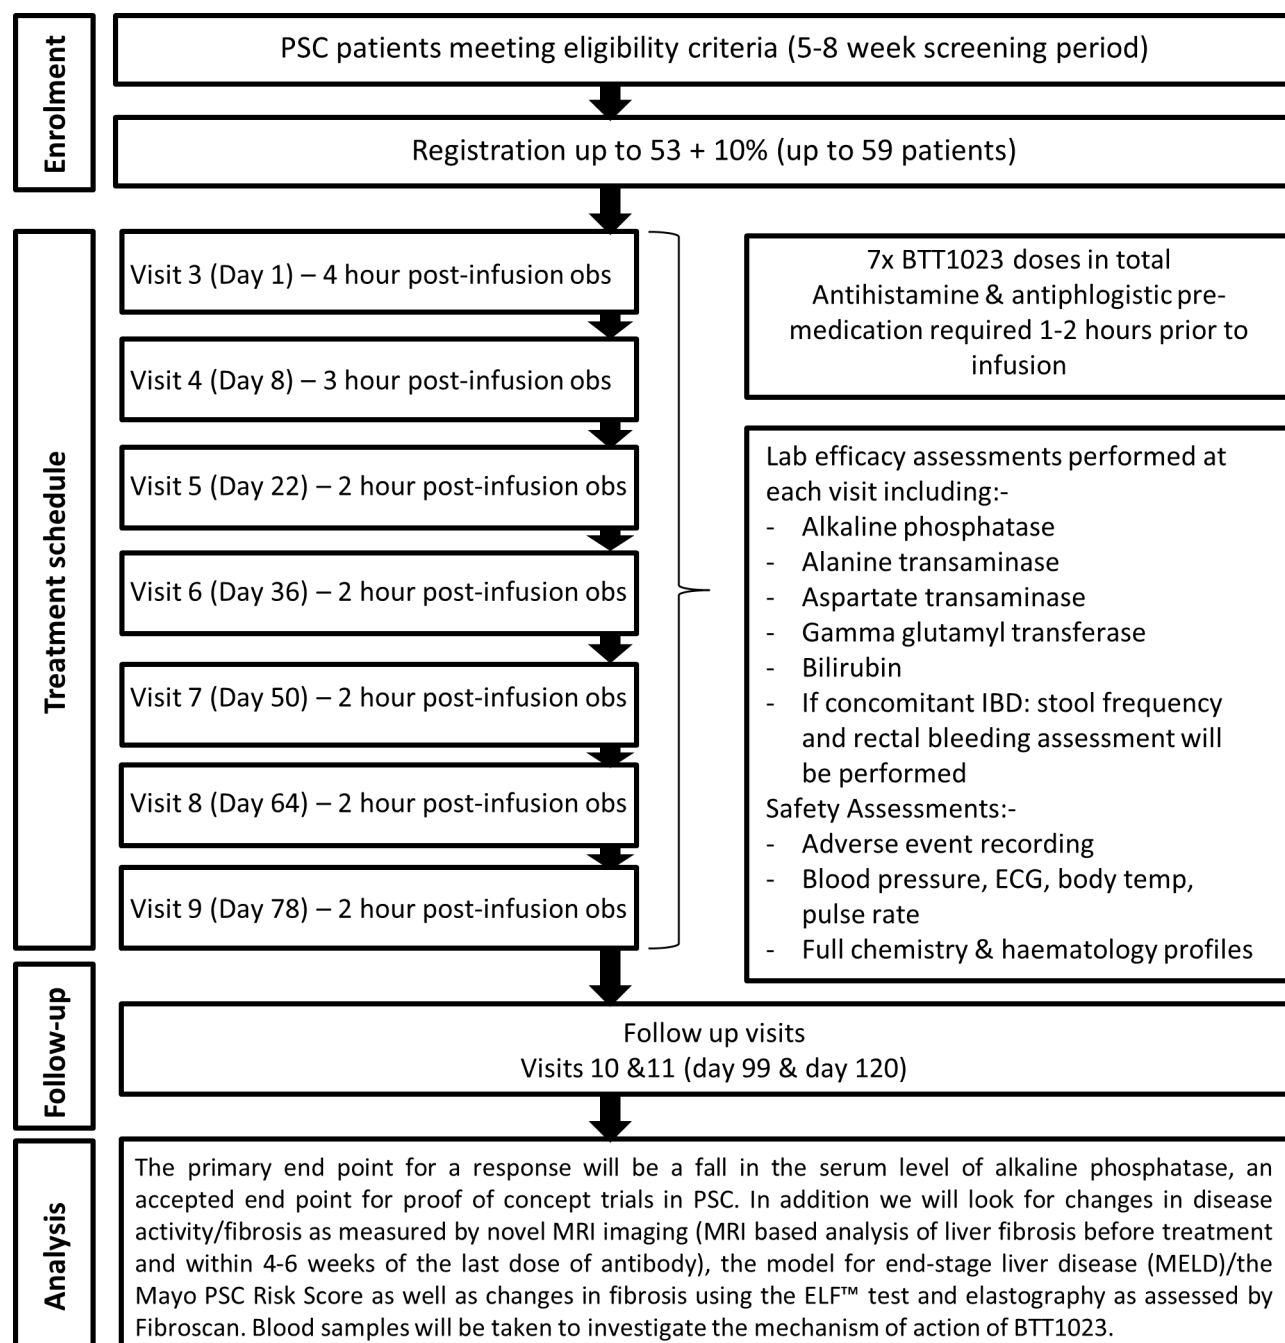 Enrolment
PSC patients meeting eligibility criteria (5-8 week screening period)
Registration up to 53 + 10% (up to 59 patients)
Treatment schedule
Visit 3 (Day 1) – 4 hour post-infusion obs
Visit 4 (Day 8) – 3 hour post-infusion obs
Visit 5 (Day 22) – 2 hour post-infusion obs
Visit 6 (Day 36) – 2 hour post-infusion obs
Visit 7 (Day 50) – 2 hour post-infusion obs
Visit 8 (Day 64) – 2 hour post-infusion obs
Visit 9 (Day 78) – 2 hour post-infusion obs
7x BTT1023 doses in total
Antihistamine & antiphlogistic pre-
medication required 1-2 hours prior to
infusion
Lab efficacy assessments performed at
each visit including:-
- Alkaline phosphatase
- Alanine transaminase
- Aspartate transaminase
- Gamma glutamyl transferase
- Bilirubin
- If concomitant IBD: stool frequency
and rectal bleeding assessment will
be performed
Safety Assessments:-
- Adverse event recording
- Blood pressure, ECG, body temp,
pulse rate
- Full chemistry & haematology profiles
Follow-up
Follow up visits
Visits 10 &11 (day 99 & day 120)
Analysis
The primary end point for a response will be a fall in the serum level of alkaline phosphatase, an
accepted end point for proof of concept trials in PSC. In addition we will look for changes in disease
activity/fibrosis as measured by novel MRI imaging (MRI based analysis of liver fibrosis before treatment
and within 4-6 weeks of the last dose of antibody), the model for end-stage liver disease (MELD)/the
Mayo PSC Risk Score as well as changes in fibrosis using the ELF™ test and elastography as assessed by
Fibroscan. Blood samples will be taken to investigate the mechanism of action of BTT1023.